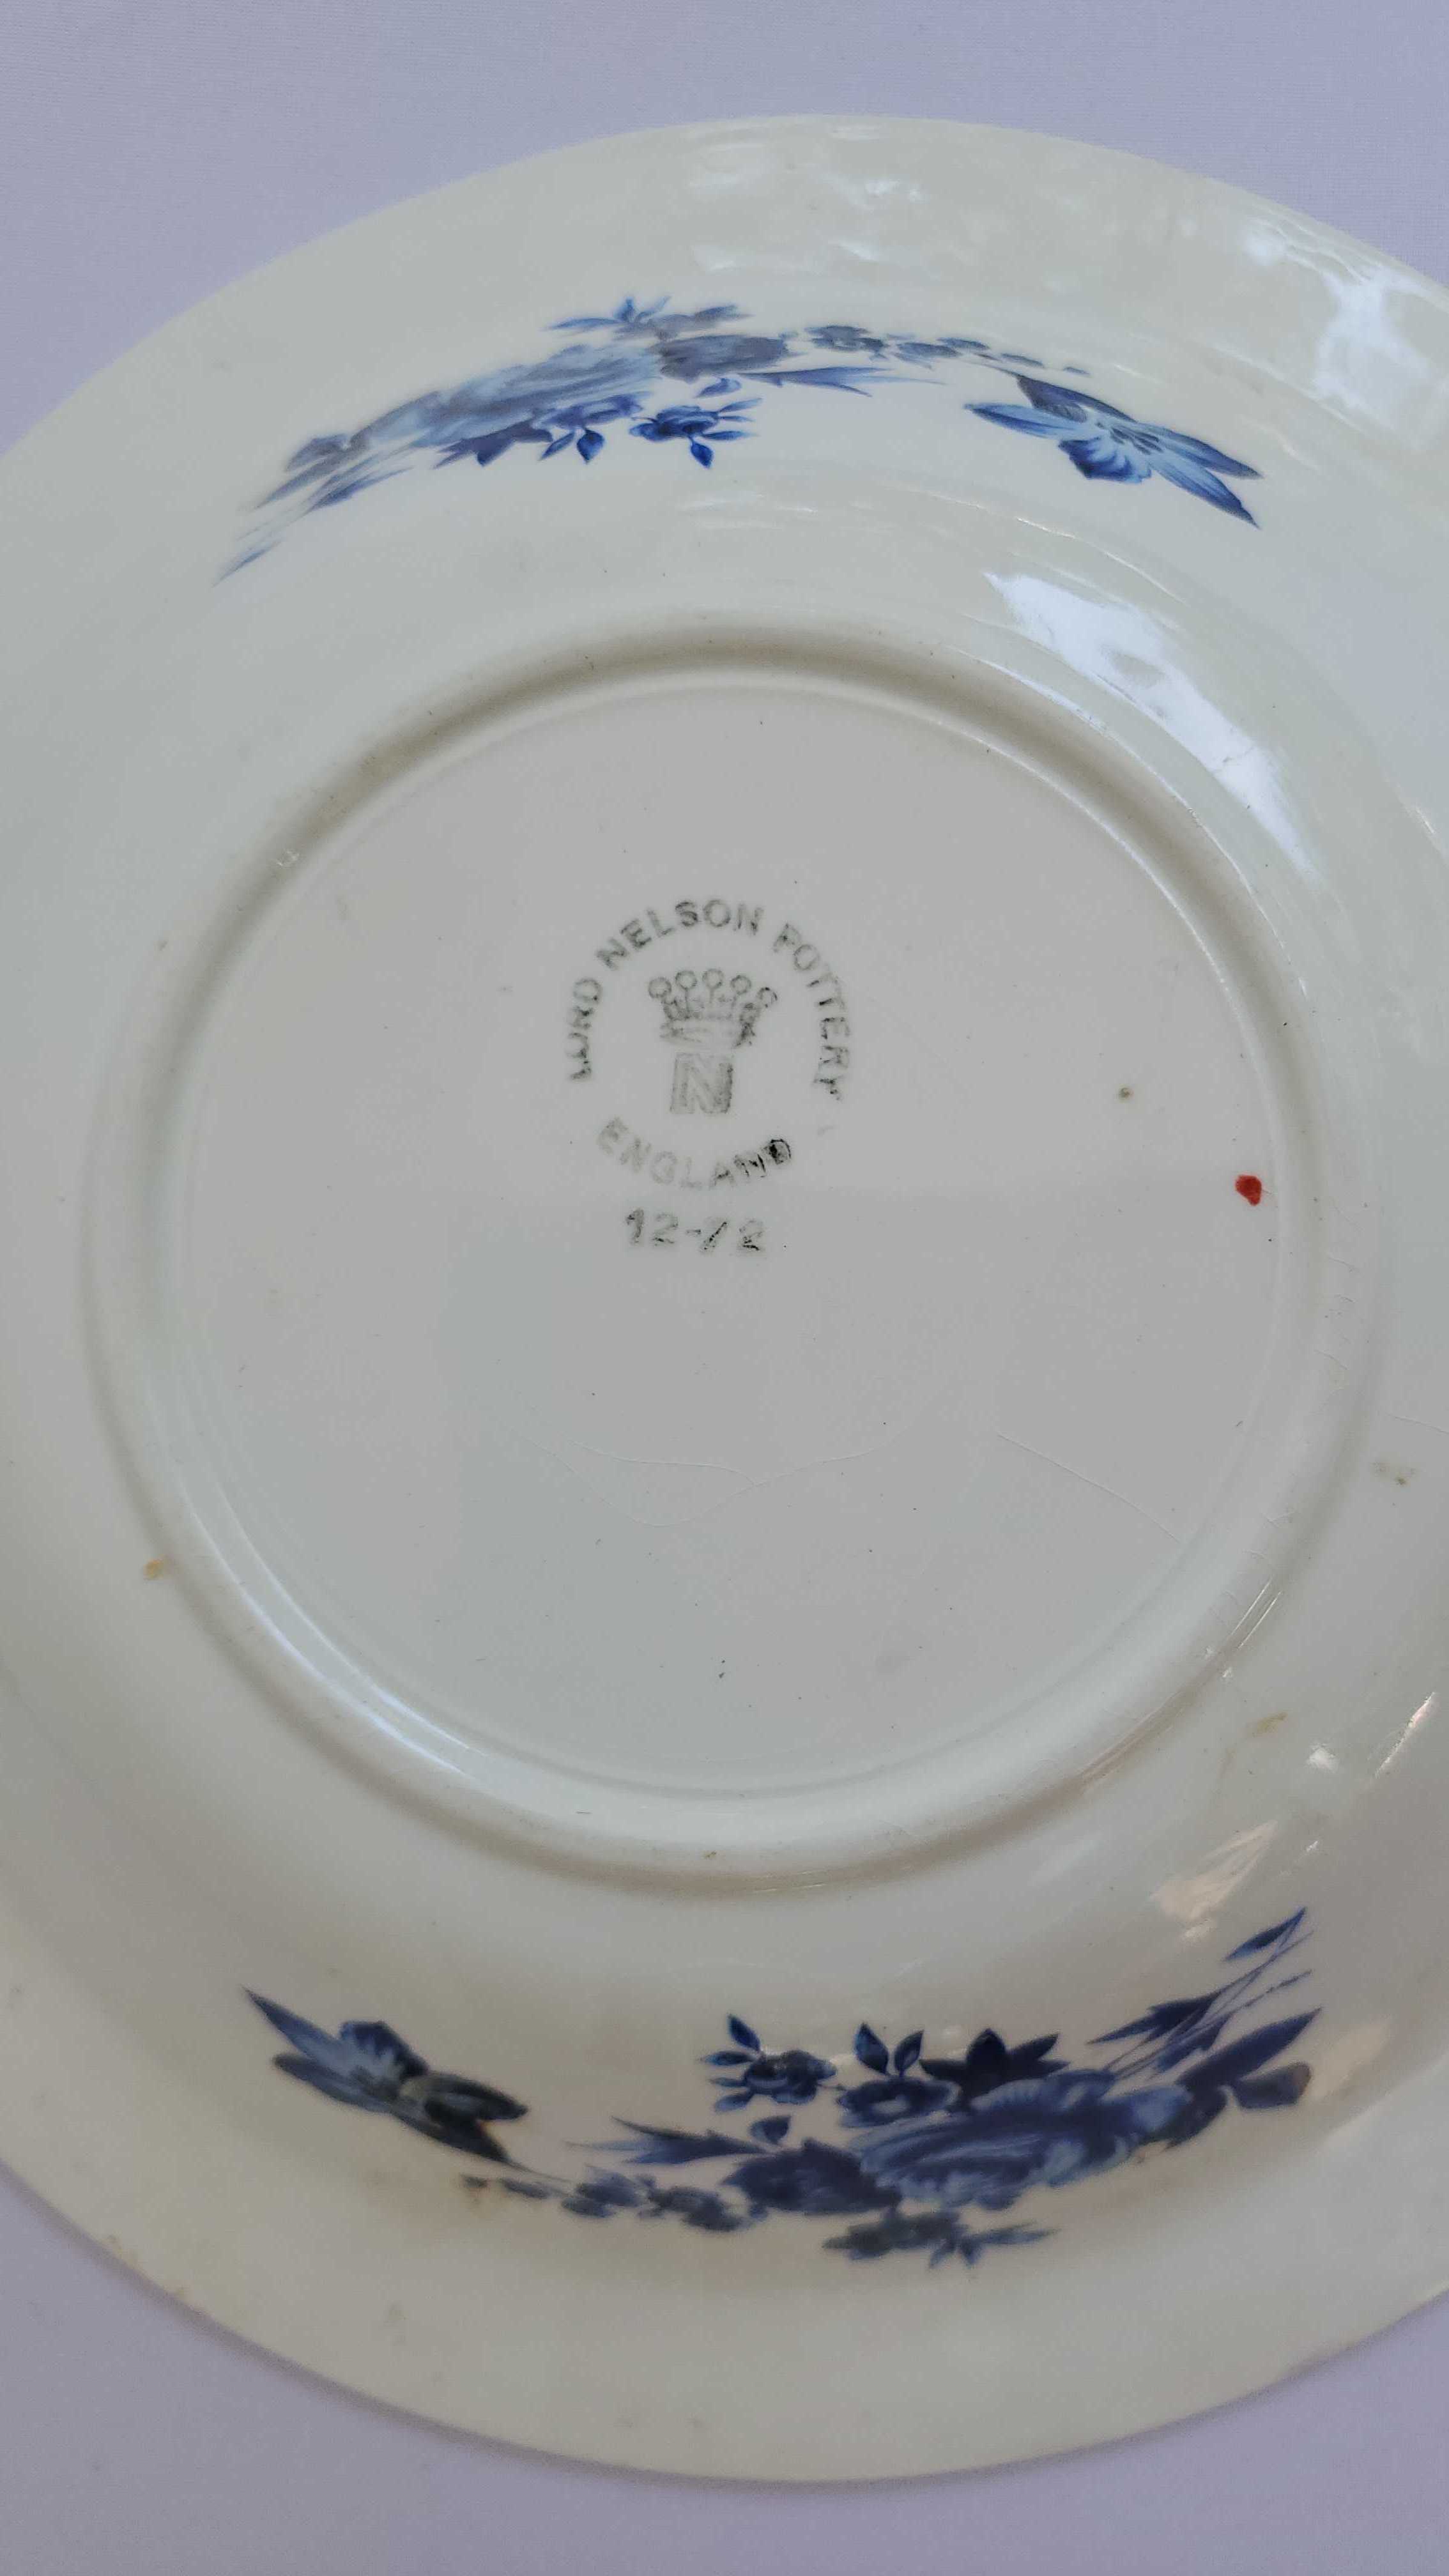 LORD NELSON POTTERY
N
ENGLAND
12-72